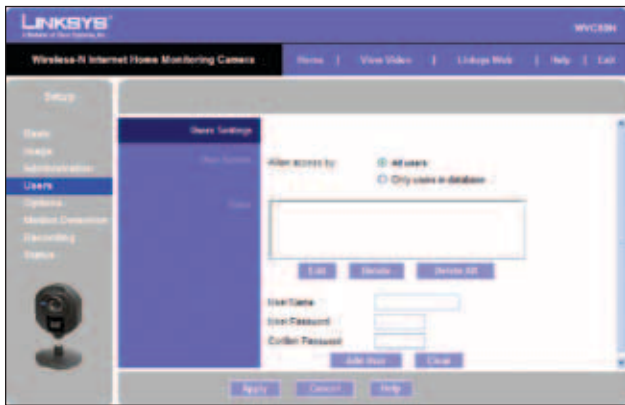 LINKSYS
WVC80N
Wireless-N Internet Home Monitoring Camera
Home | View Video | Linksys Web | Help | Exit
Setup
Basic
Image
Administration
Users
Options
Motion Detection
Recording
Status
Users Settings
Allow access by:
All users
Only users in database
Edit Delete Delete All
User Name
User Password
Confirm Password
Add User Clear
Apply Cancel Help